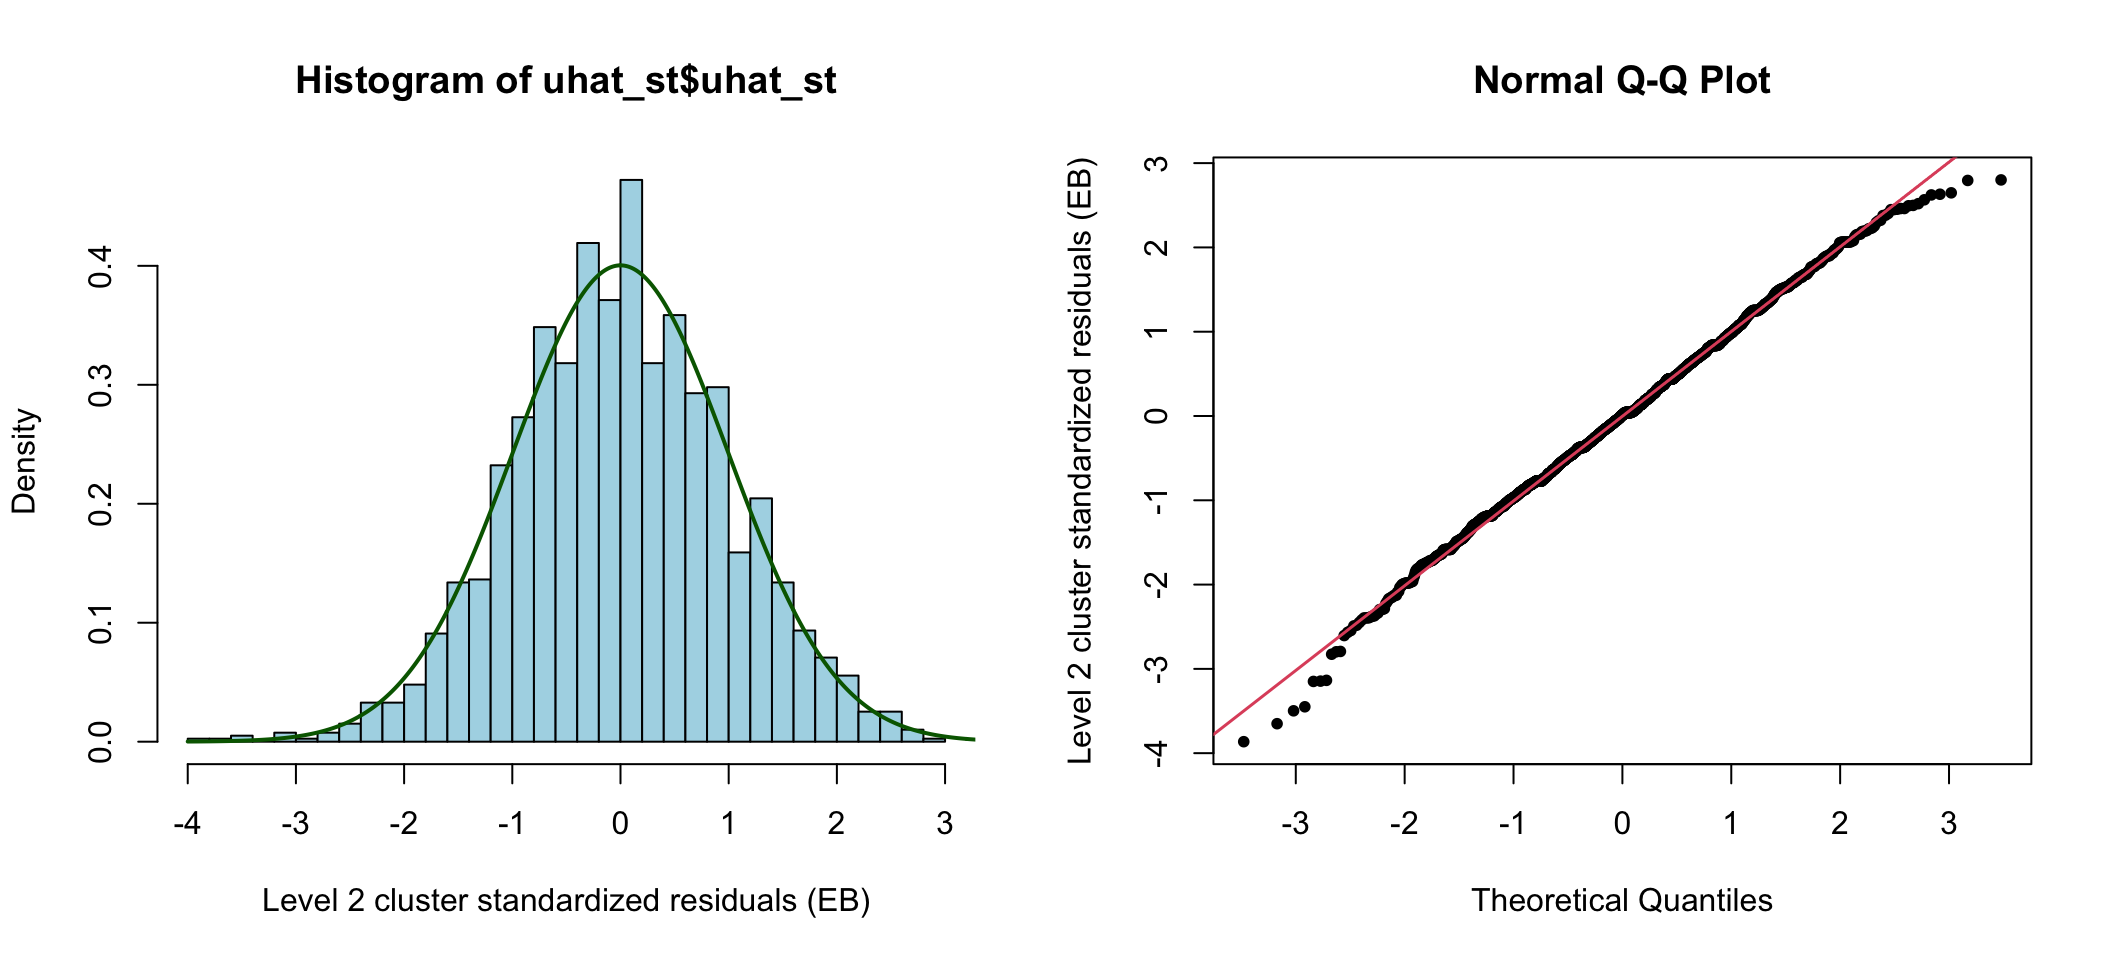 Histogram of uhat_st$uhat_st
Density
0.0 0.1 0.2 0.3 0.4
-4 -3 -2 -1 0 1 2 3
Level 2 cluster standardized residuals (EB)
Normal Q-Q Plot
Level 2 cluster standardized residuals (EB)
-4 -3 -2 -1 0 1 2 3
-3 -2 -1 0 1 2 3
Theoretical Quantiles